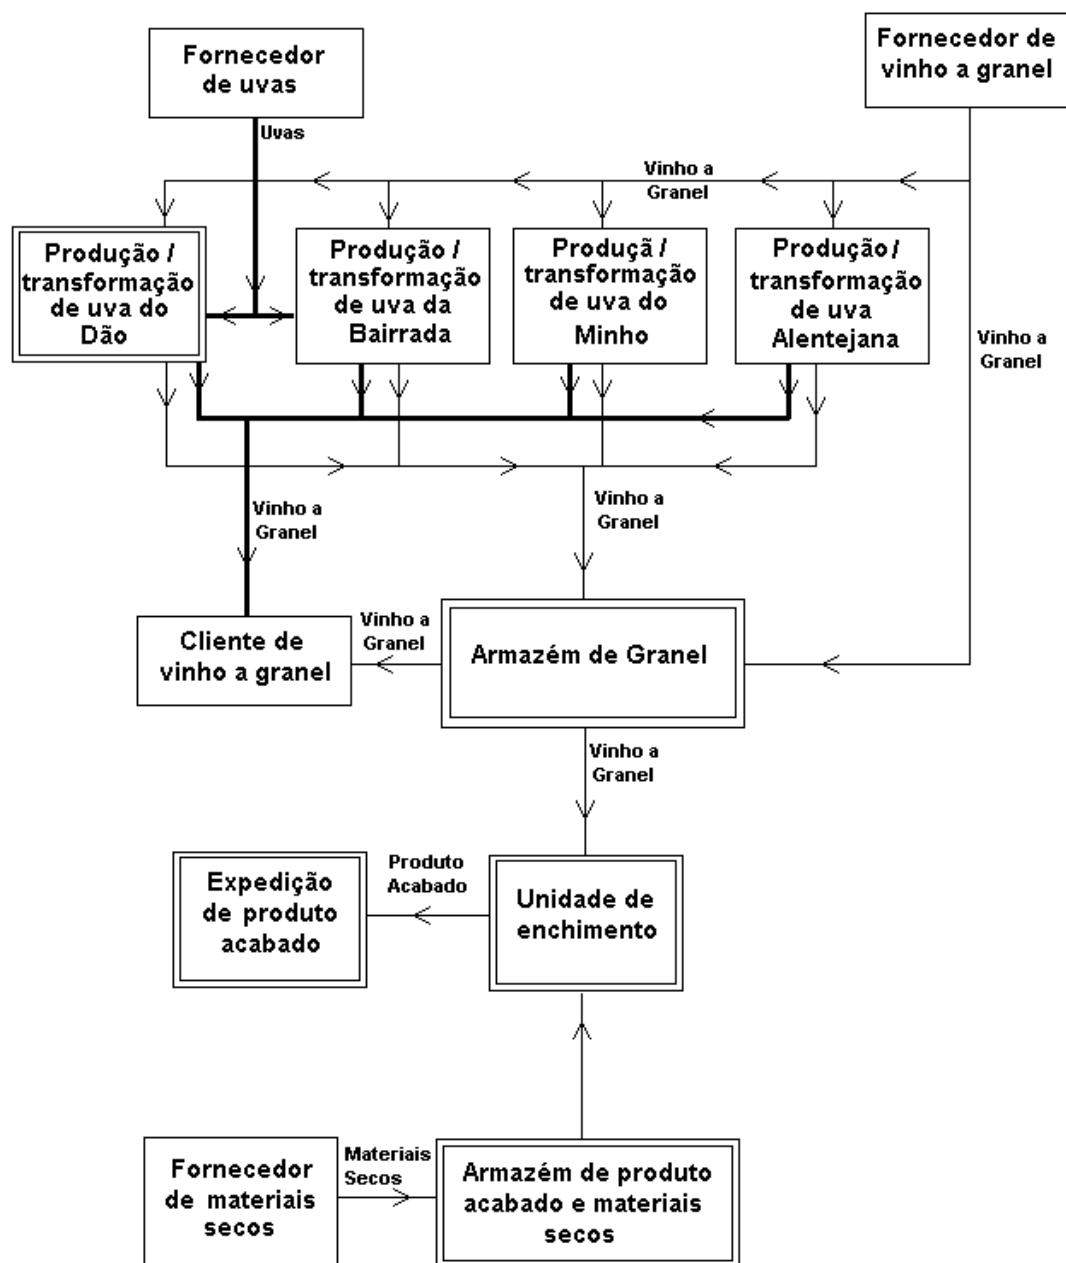 Fornecedor
de uvas
Fornecedor de
vinho a granel
Uvas
Vinho a
Granel
Produção /
transformação
de uva do
Dão
Produção /
transformação
de uva da
Bairrada
Produçã /
transformação
de uva do
Minho
Produção /
transformação
de uva
Alentejana
Vinho a
Granel
Vinho a
Granel
Vinho a
Granel
Cliente de
vinho a granel
Vinho a
Granel
Armazém de Granel
Vinho a
Granel
Expedição
de produto
acabado
Produto
Acabado
Unidade de
enchimento
Fornecedor
de materiais
secos
Materiais
Secos
Armazém de produto
acabado e materiais
secos